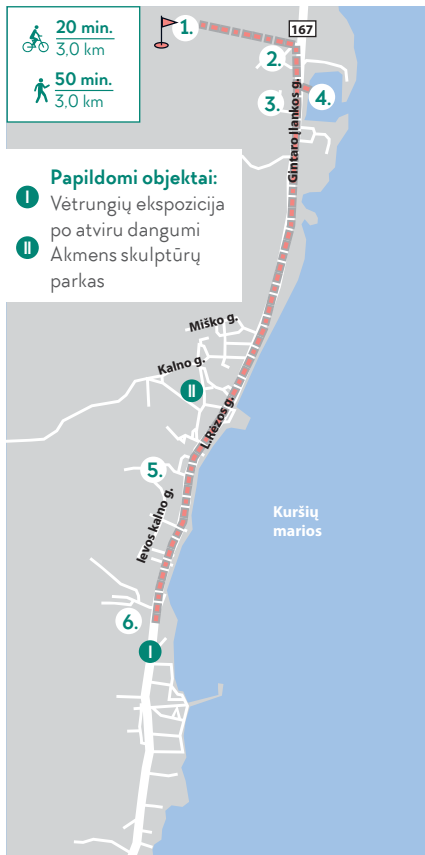 20 min.
3,0 km
50 min.
3,0 km
Papildomi objektai:
I Vėtrungių ekspozicija
po atviru dangumi
II Akmens skulptūrų
parkas
1.
167
2.
3.
4.
Gintaro Įlankos g.
Miško g.
Kalno g.
II
L.Rėzos g.
5.
Ievos kalno g.
Kuršių
marios
6.
I